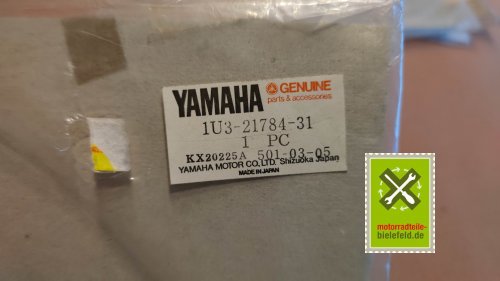 YAMAHA GENUINE
parts & accessories
1U3-21784-31
1 PC
KX20225A 501-03-05
YAMAHA MOTOR CO., LTD. Shizuoka Japan
MADE IN JAPAN
motorradteile-
bielefeld.de